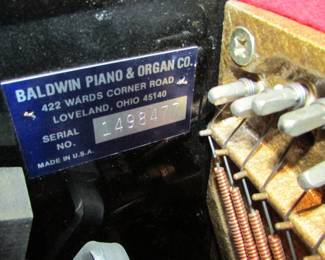 BALDWIN PIANO & ORGAN CO.
422 WARDS CORNER ROAD
LOVELAND, OHIO 45140
SERIAL NO. 1498477
MADE IN U.S.A.